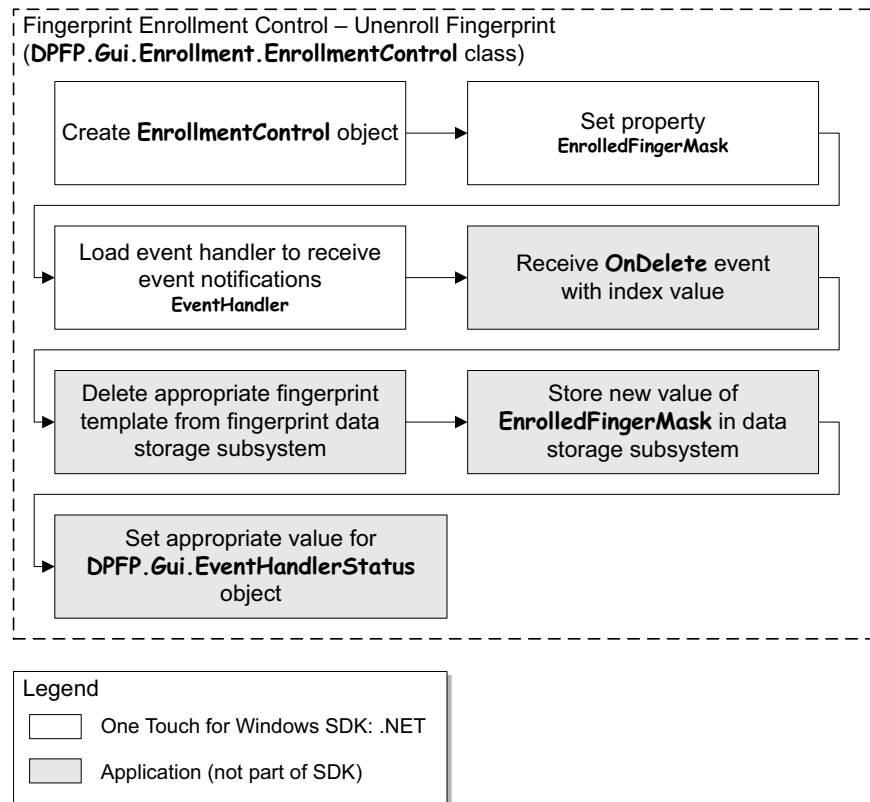 Fingerprint Enrollment Control – Unenroll Fingerprint
(DPFP.Gui.Enrollment.EnrollmentControl class)
Create EnrollmentControl object
Set property
EnrolledFingerMask
Load event handler to receive
event notifications
EventHandler
Receive OnDelete event
with index value
Delete appropriate fingerprint
template from fingerprint data
storage subsystem
Store new value of
EnrolledFingerMask in data
storage subsystem
Set appropriate value for
DPFP.Gui.EventHandlerStatus
object
Legend
One Touch for Windows SDK: .NET
Application (not part of SDK)